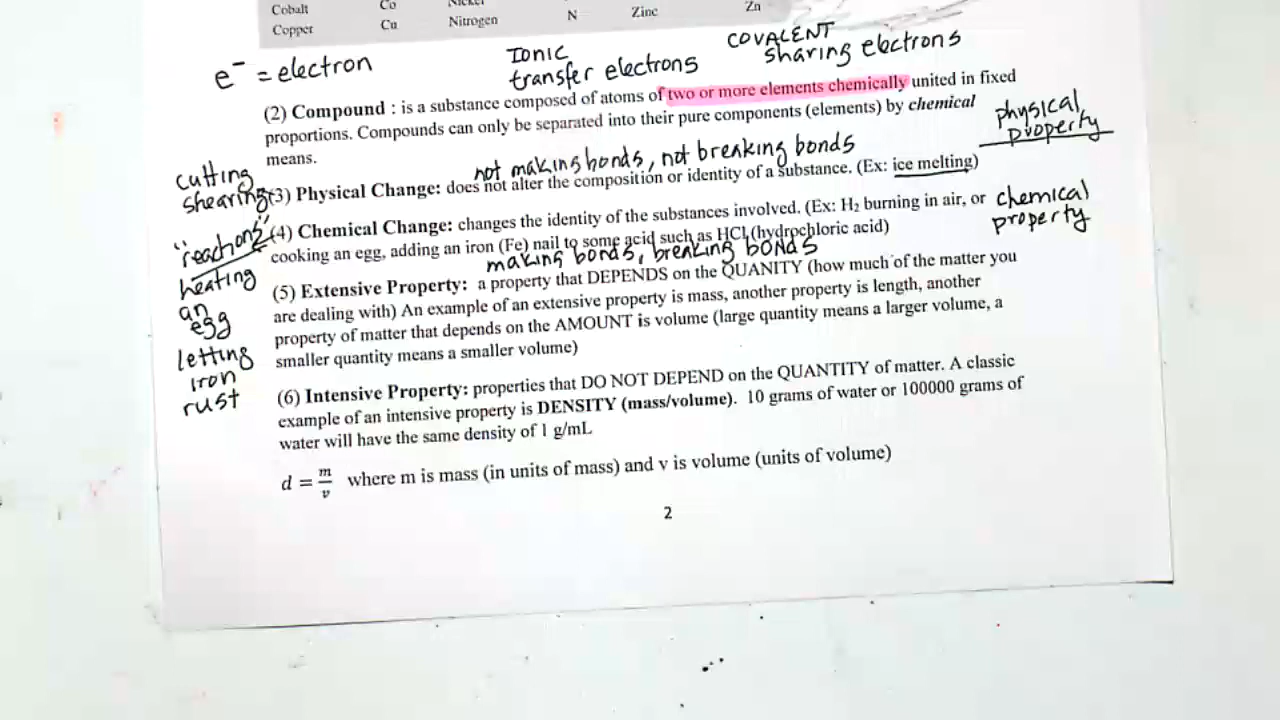 Cobalt Co Nickel
Copper Cu Nitrogen N Zinc Zn
e⁻ = electron
Ionic
transfer electrons
COVALENT
sharing electrons
(2) Compound : is a substance composed of atoms of two or more elements chemically united in fixed
proportions. Compounds can only be separated into their pure components (elements) by chemical
means.
physical
property
not making bonds, not breaking bonds
cutting
shearing
(3) Physical Change: does not alter the composition or identity of a substance. (Ex: ice melting)
(4) Chemical Change: changes the identity of the substances involved. (Ex: H₂ burning in air, or
cooking an egg, adding an iron (Fe) nail to some acid such as HCl (hydrochloric acid)
chemical
property
making bonds, breaking bonds
"reactions"
heating
an
egg
letting
iron
rust
(5) Extensive Property: a property that DEPENDS on the QUANITY (how much of the matter you
are dealing with) An example of an extensive property is mass, another property is length, another
property of matter that depends on the AMOUNT is volume (large quantity means a larger volume, a
smaller quantity means a smaller volume)
(6) Intensive Property: properties that DO NOT DEPEND on the QUANTITY of matter. A classic
example of an intensive property is DENSITY (mass/volume). 10 grams of water or 100000 grams of
water will have the same density of 1 g/mL
d = m/v where m is mass (in units of mass) and v is volume (units of volume)
2